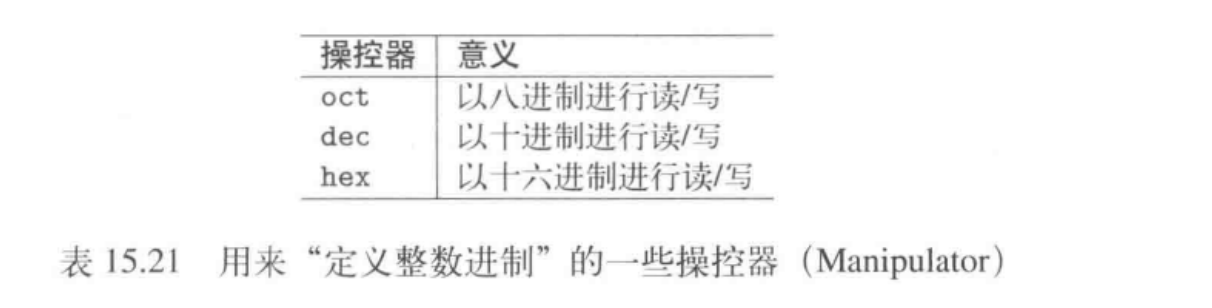 操控器 意义
oct 以八进制进行读/写
dec 以十进制进行读/写
hex 以十六进制进行读/写
表 15.21 用来“定义整数进制”的一些操控器（Manipulator）